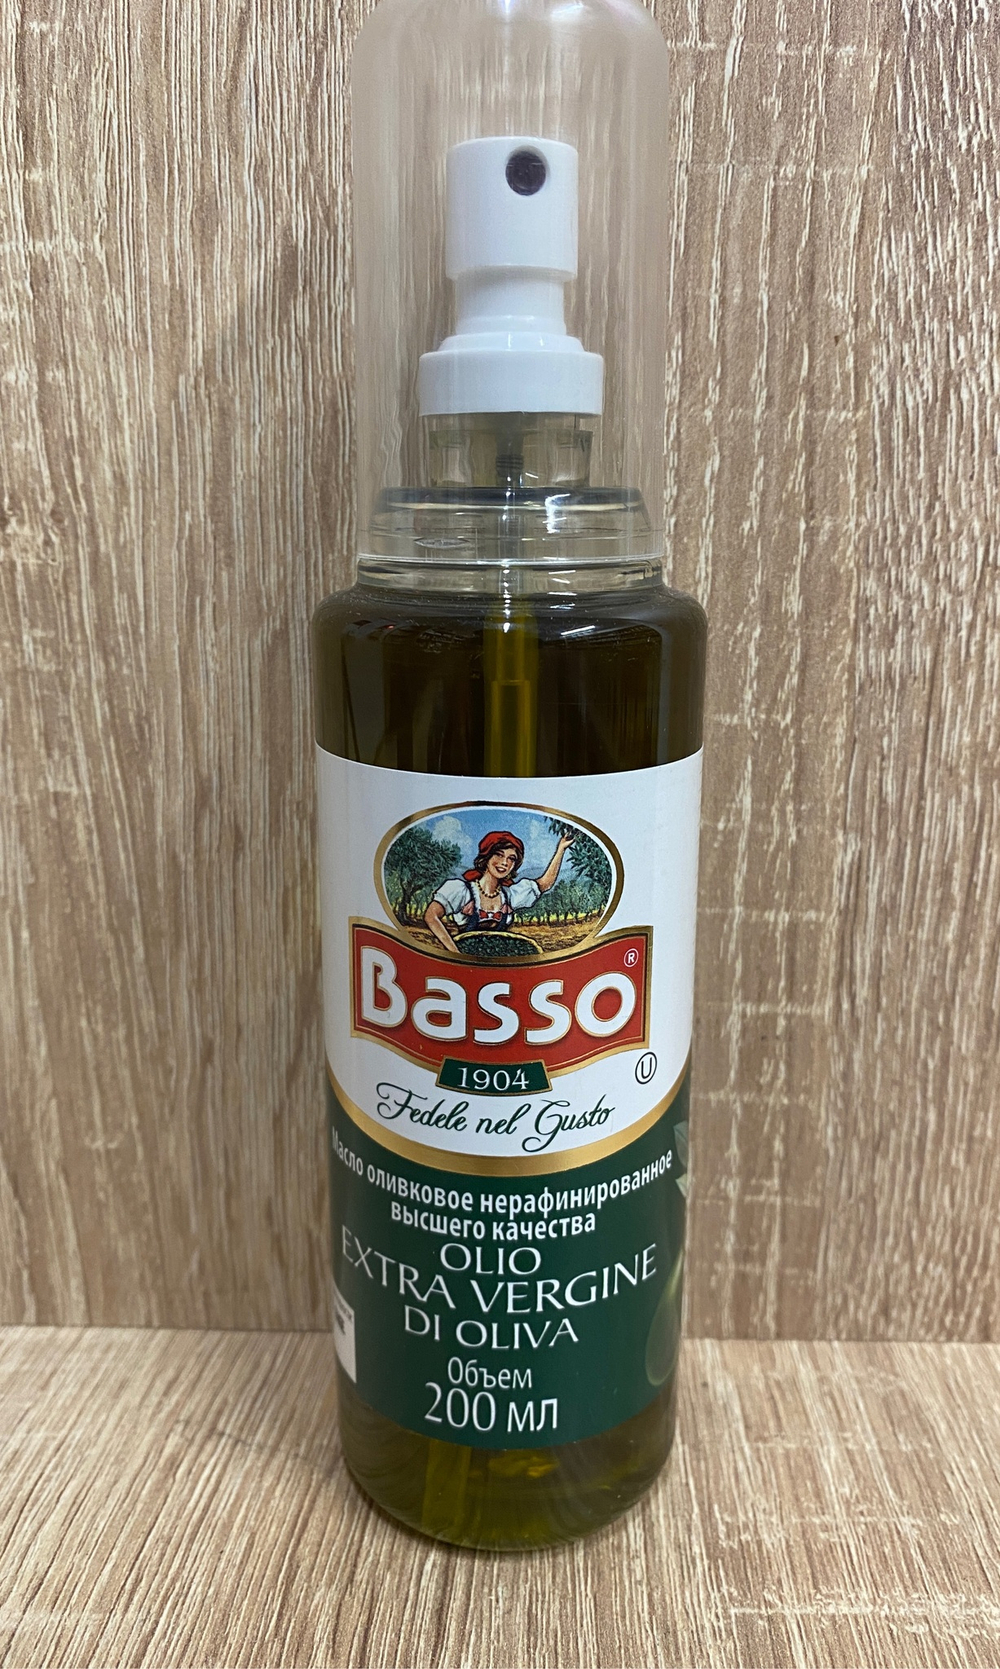 Basso®
1904
U
Fedele nel Gusto
Масло оливковое нерафинированное
высшего качества
OLIO
EXTRA VERGINE
DI OLIVA
Объем
200 мл